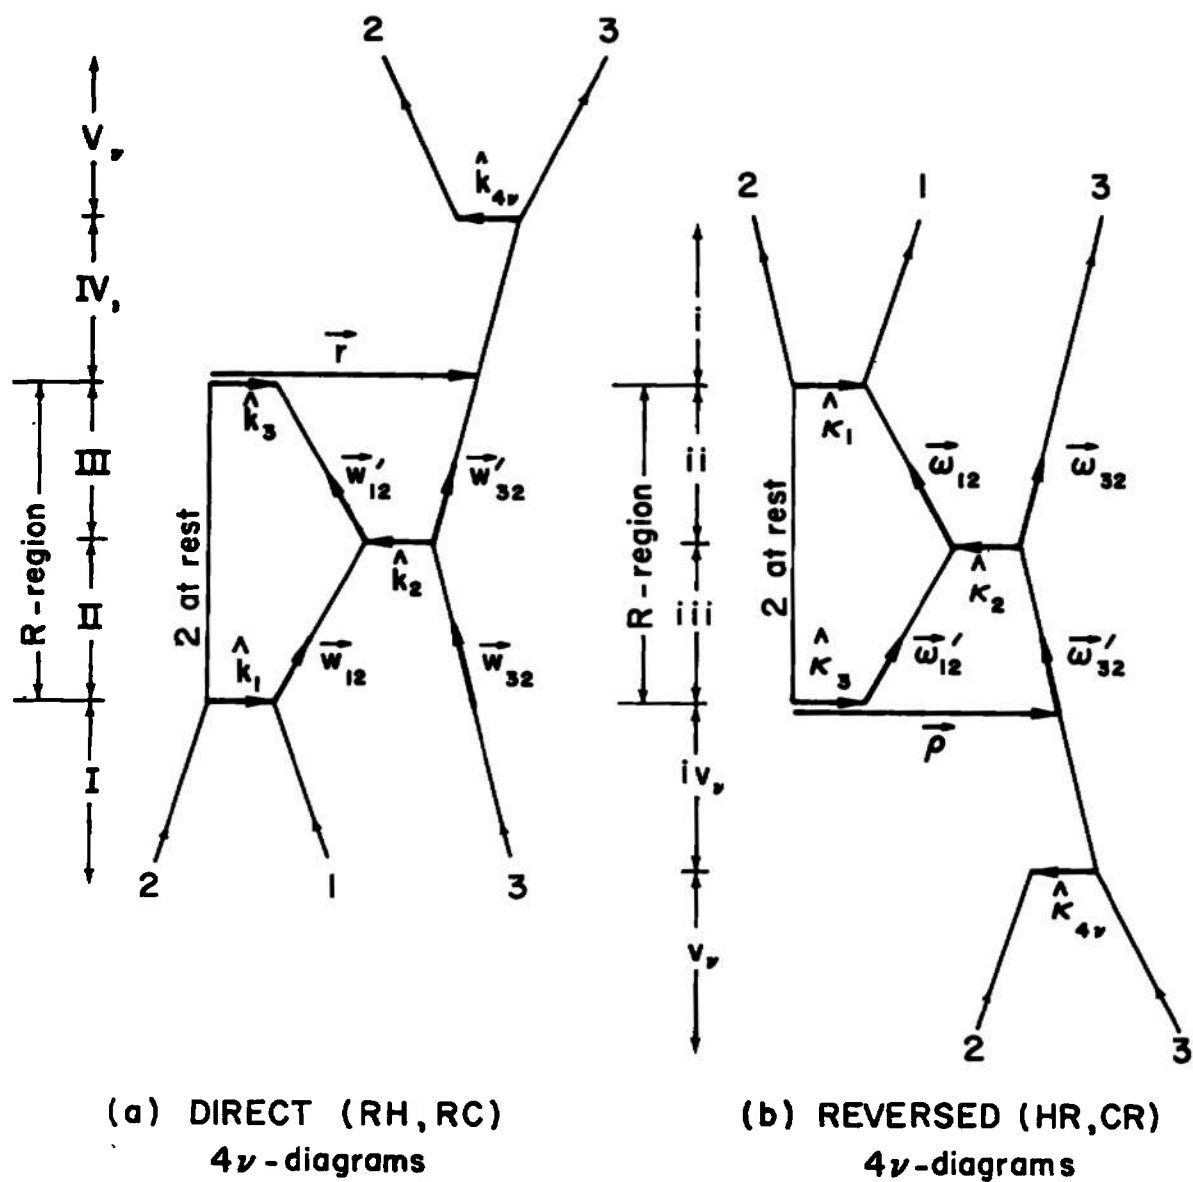 2 3
V_ν
k̂_4ν
IV,
r⃗
k̂_3
III
w⃗'_12 w⃗'_32
R-region
2 at rest
k̂_2
II
k̂_1
w⃗_12 w⃗_32
I
2 1 3
(a) DIRECT (RH, RC)
4ν-diagrams
2 1 3
i
κ̂_1
ii
ω⃗_12 ω⃗_32
R-region
2 at rest
κ̂_2
iii
κ̂_3
ω⃗'_12 ω⃗'_32
ρ⃗
iv_ν
κ̂_4ν
v_ν
2 3
(b) REVERSED (HR, CR)
4ν-diagrams